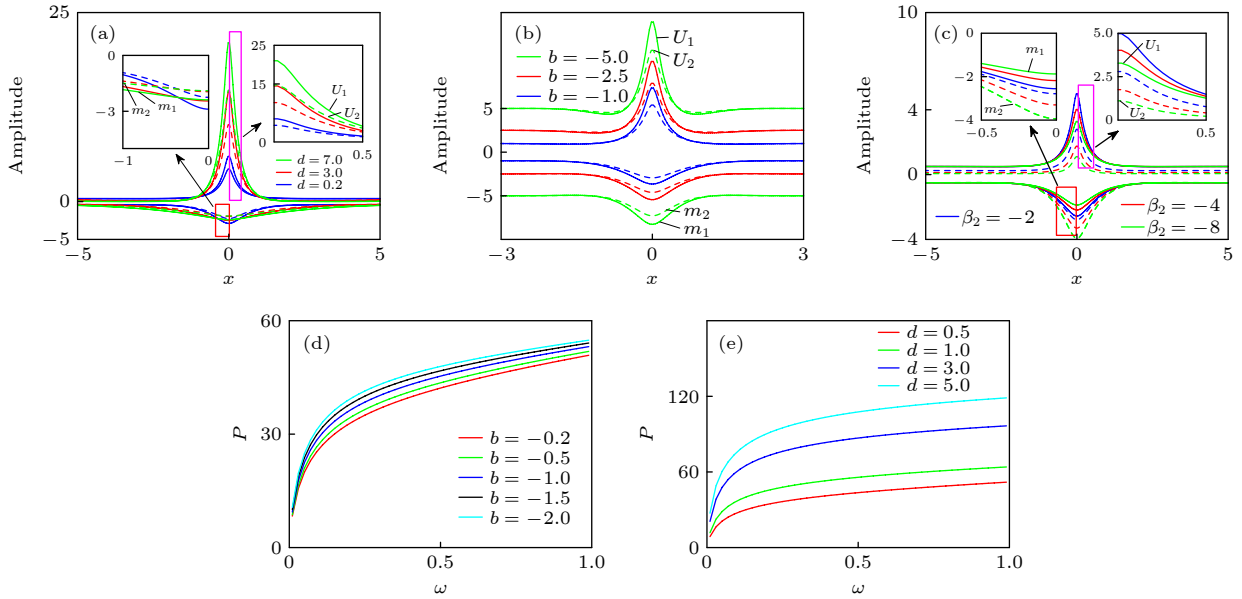 (a)
25
0
−5
Amplitude
−5
0
5
x
0
−3
−1
0
m₂
m₁
25
15
0
0.5
U₁
U₂
d = 7.0
d = 3.0
d = 0.2
(b)
b = −5.0
b = −2.5
b = −1.0
U₁
U₂
m₂
m₁
5
0
−5
Amplitude
−3
0
3
x
(c)
10
4
0
−4
Amplitude
−5
0
5
x
0
−2
−4
−0.5
0
m₁
m₂
5.0
2.5
0
0.5
U₁
U₂
β₂ = −2
β₂ = −4
β₂ = −8
(d)
60
30
0
P
0
0.5
1.0
ω
b = −0.2
b = −0.5
b = −1.0
b = −1.5
b = −2.0
(e)
d = 0.5
d = 1.0
d = 3.0
d = 5.0
120
60
0
P
0
0.5
1.0
ω